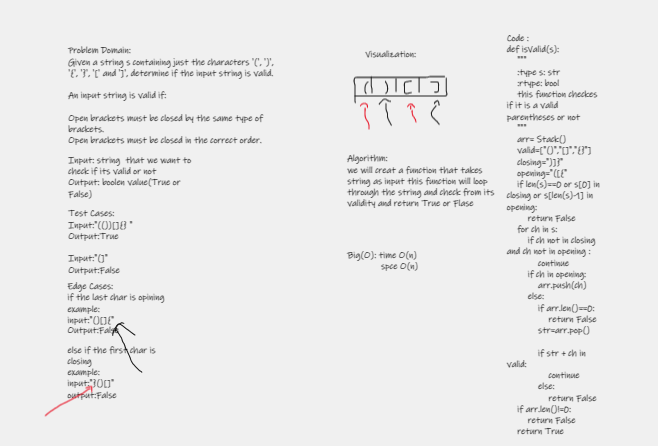 Problem Domain:
Given a string s containing just the characters '(', ')',
'{', '}', '[' and ']', determine if the input string is valid.
An input string is valid if:
Open brackets must be closed by the same type of
brackets.
Open brackets must be closed in the correct order.
Input: string that we want to
check if its valid or not
Output: boolen value(True or
False)
Test Cases:
Input:"(())[]{} "
Output:True
Input:"(]"
Output:False
Edge Cases:
if the last char is opining
example:
input:"()[]{"
Output:False
else if the first char is
closing
example:
input:"}()[]"
output:False
Visualization:
( ) [ ]
Algorithm:
we will creat a function that takes
string as input this function will loop
through the string and check from its
validity and return True or Flase
Big(O): time O(n)
spce O(n)
Code :
def isValid(s):
"""
:type s: str
:rtype: bool
this function checkes
if it is a valid
parentheses or not
"""
arr= Stack()
valid=["()","[]","{}"]
closing=")]}"
opening="([{"
if len(s)==0 or s[0] in
closing or s[len(s)-1] in
opening:
return False
for ch in s:
if ch not in closing
and ch not in opening :
continue
if ch in opening:
arr.push(ch)
else:
if arr.len()==0:
return False
str=arr.pop()
if str + ch in
valid:
continue
else:
return False
if arr.len()!=0:
return False
return True